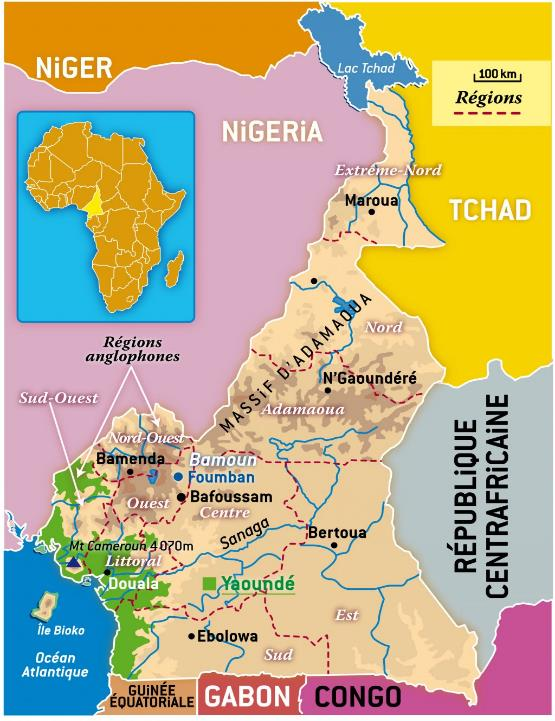 Lac Tchad
NiGER
100 km
Régions
NiGERiA
Extrême-Nord
Maroua
TCHAD
Nord
MASSIF D'ADAMAOUA
Régions
anglophones
N'Gaoundéré
Adamaoua
Sud-Ouest
RÉPUBLiQUE
CENTRAFRiCAINE
Nord-Ouest
Bamenda
Bamoun
Foumban
Bafoussam
Ouest
Centre
Sanaga
Bertoua
Mt Cameroun 4 070m
Littoral
Douala
Yaoundé
Île Bioko
Est
Ebolowa
Océan
Atlantique
Sud
GUiNÉE
ÉQUATORIALE
GABON
CONGO